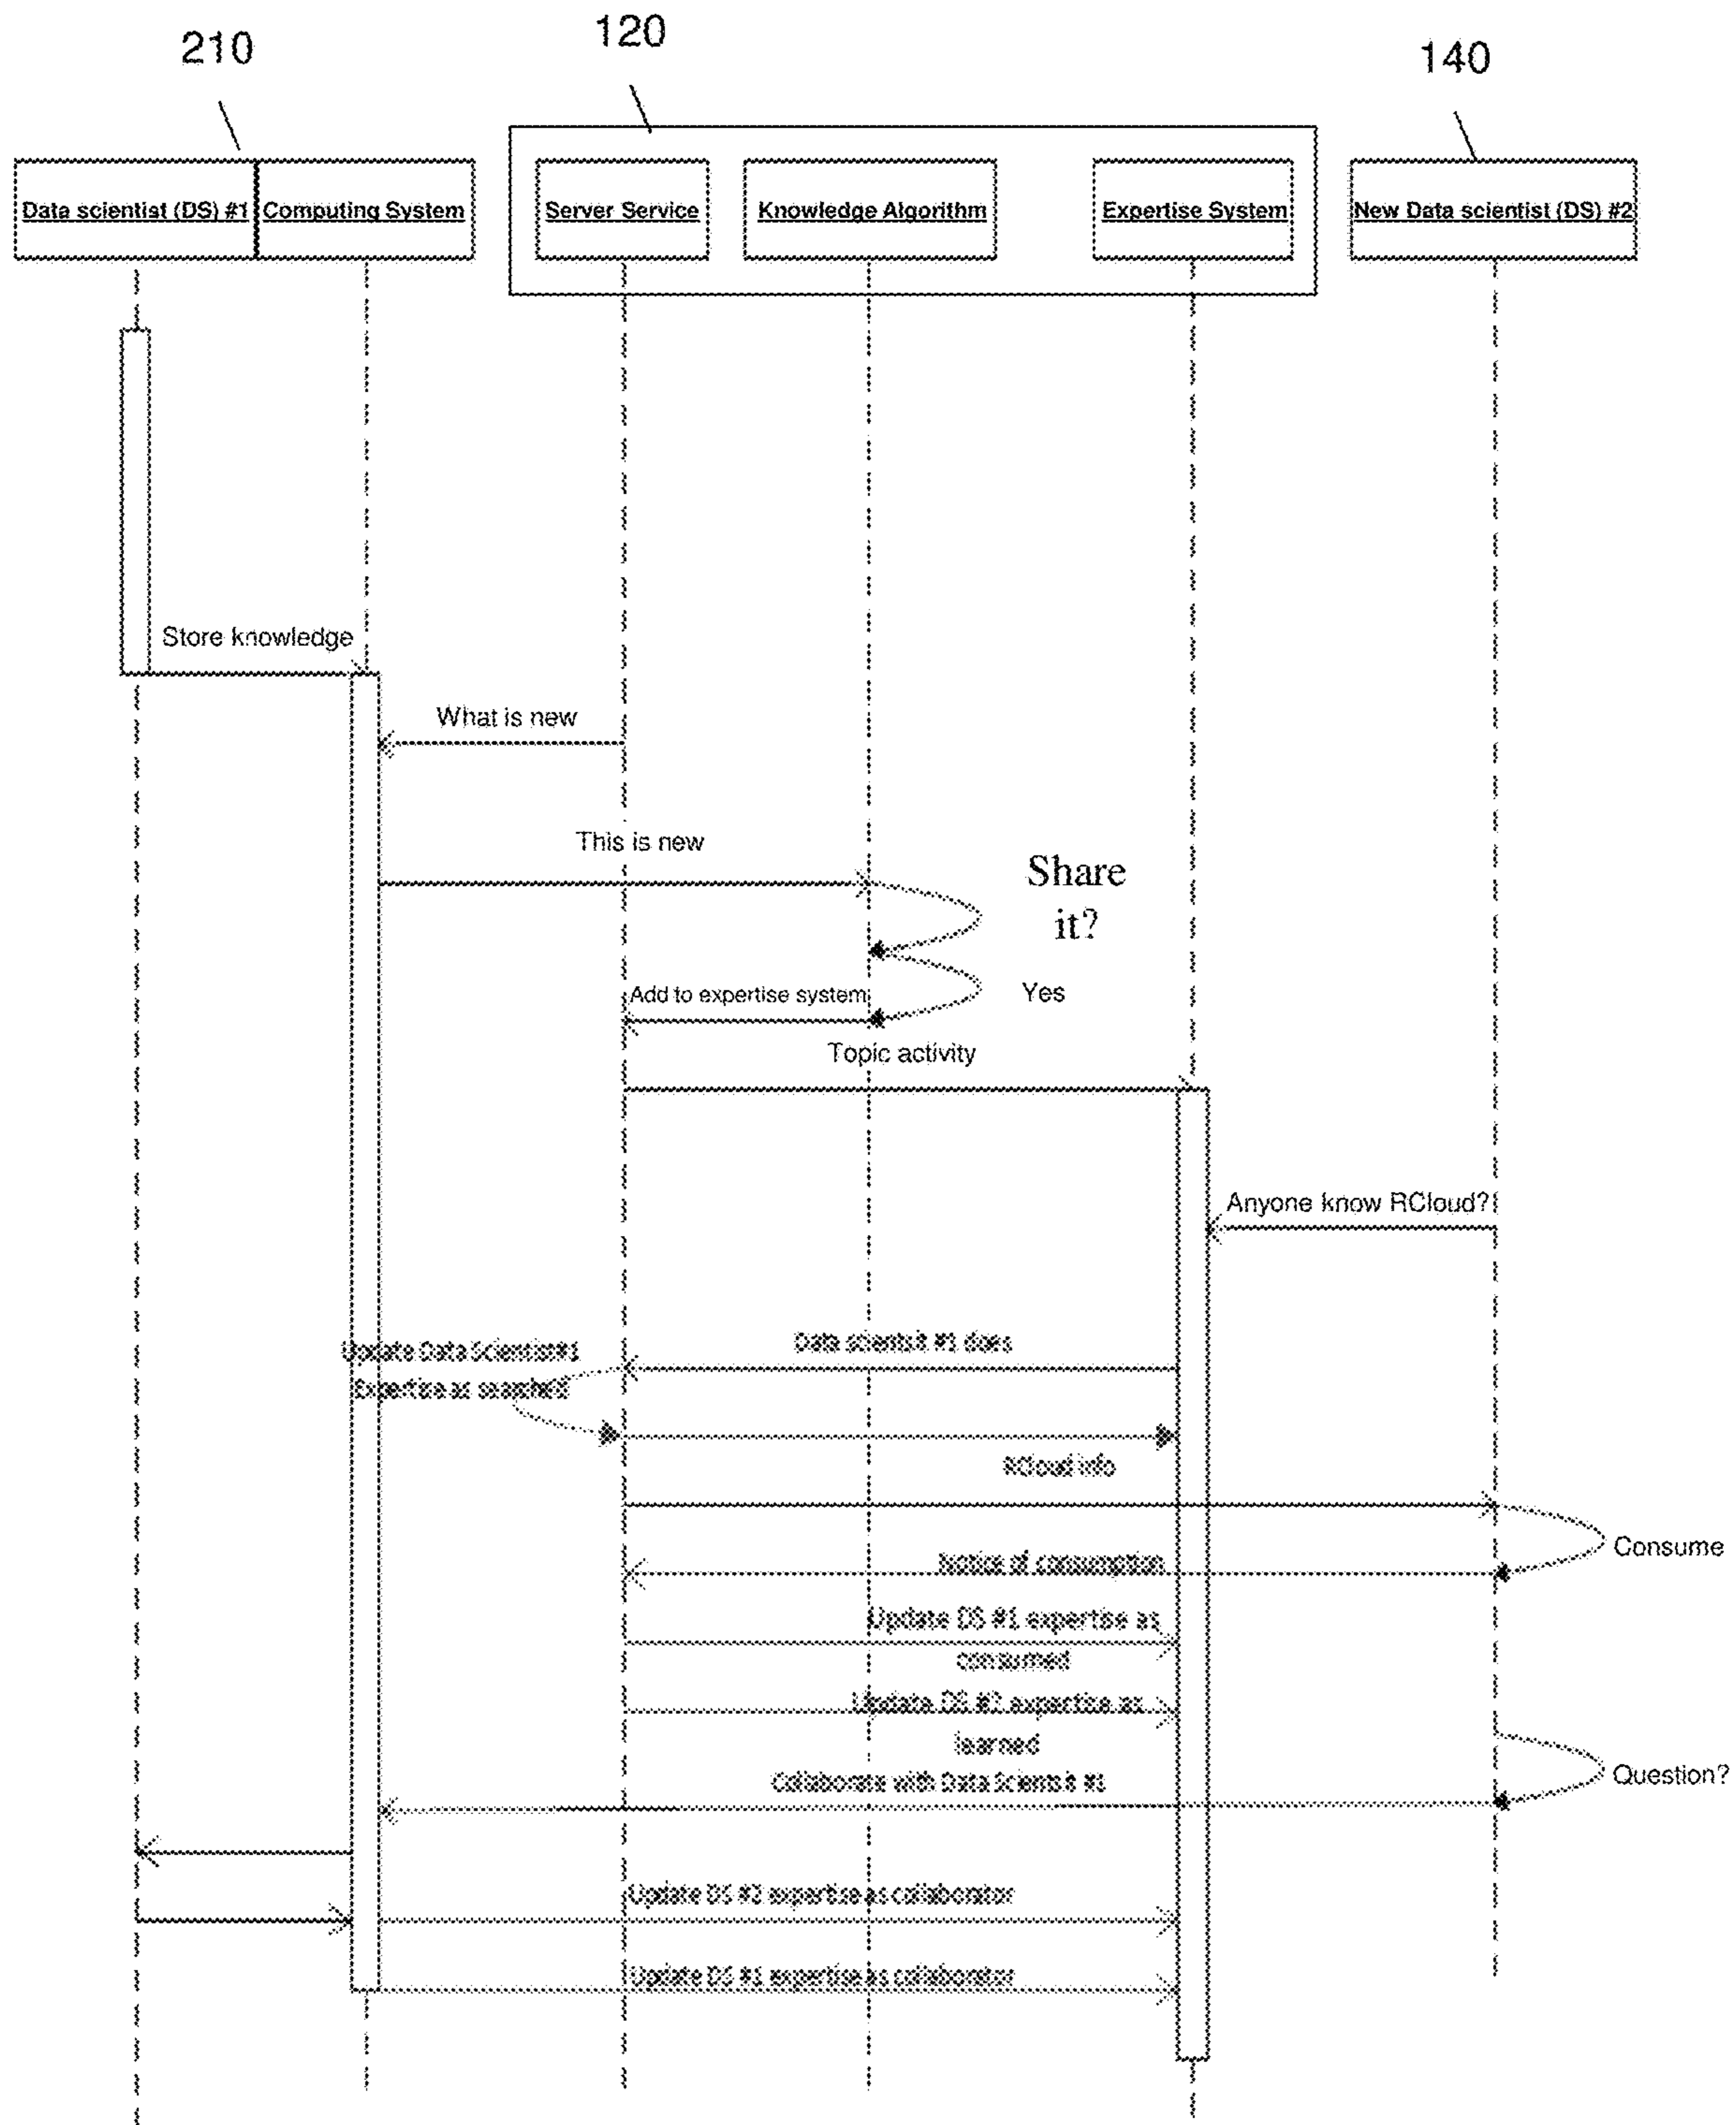 210
120
140
Data scientist (DS) #1
Computing System
Server Service
Knowledge Algorithm
Expertise System
New Data scientist (DS) #2
Store knowledge
What is new
This is new
Share
it?
Add to expertise system
Yes
Topic activity
Anyone know RCloud?
Update Data Scientist#1
Data scientist #1 does
Expertise as searched
RCloud info
Consume
Notice of consumption
Update DS #1 expertise as
consumed
Update DS #2 expertise as
learned
Question?
Collaborate with Data Scientist #1
Update DS #2 expertise as collaborator
Update DS #1 expertise as collaborator